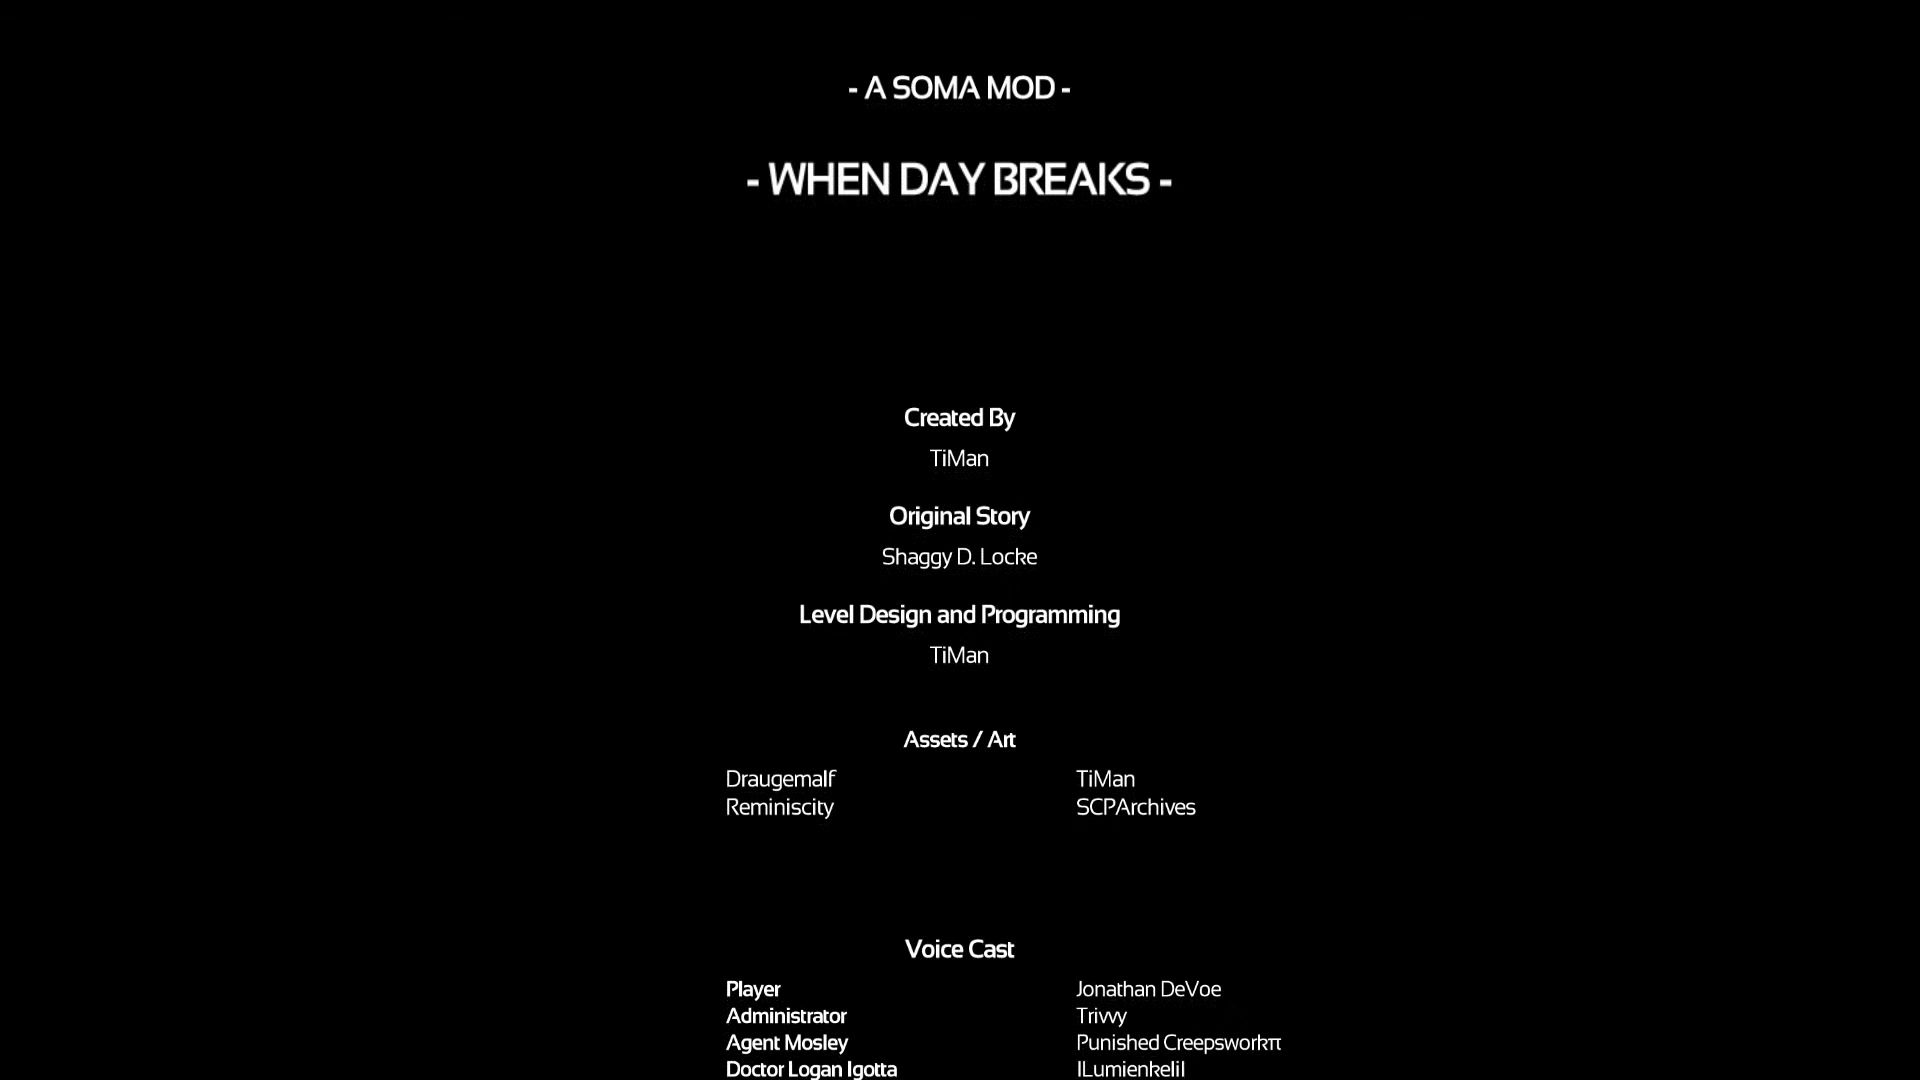 - A SOMA MOD -
- WHEN DAY BREAKS -
Created By
TiMan
Original Story
Shaggy D. Locke
Level Design and Programming
TiMan
Assets / Art
Draugemalf TiMan
Reminiscity SCPArchives
Voice Cast
Player Jonathan DeVoe
Administrator Trivvy
Agent Mosley Punished Creepsworkπ
Doctor Logan Igotta